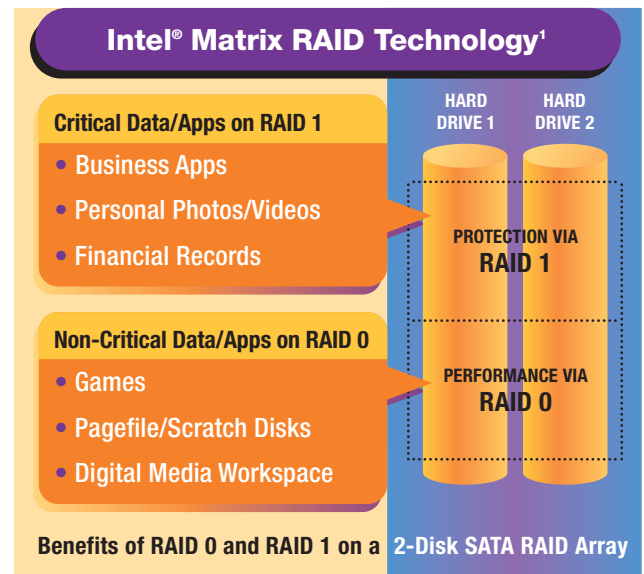 Intel® Matrix RAID Technology¹
Critical Data/Apps on RAID 1
• Business Apps
• Personal Photos/Videos
• Financial Records
Non-Critical Data/Apps on RAID 0
• Games
• Pagefile/Scratch Disks
• Digital Media Workspace
HARD
DRIVE 1
HARD
DRIVE 2
PROTECTION VIA
RAID 1
PERFORMANCE VIA
RAID 0
Benefits of RAID 0 and RAID 1 on a 2-Disk SATA RAID Array